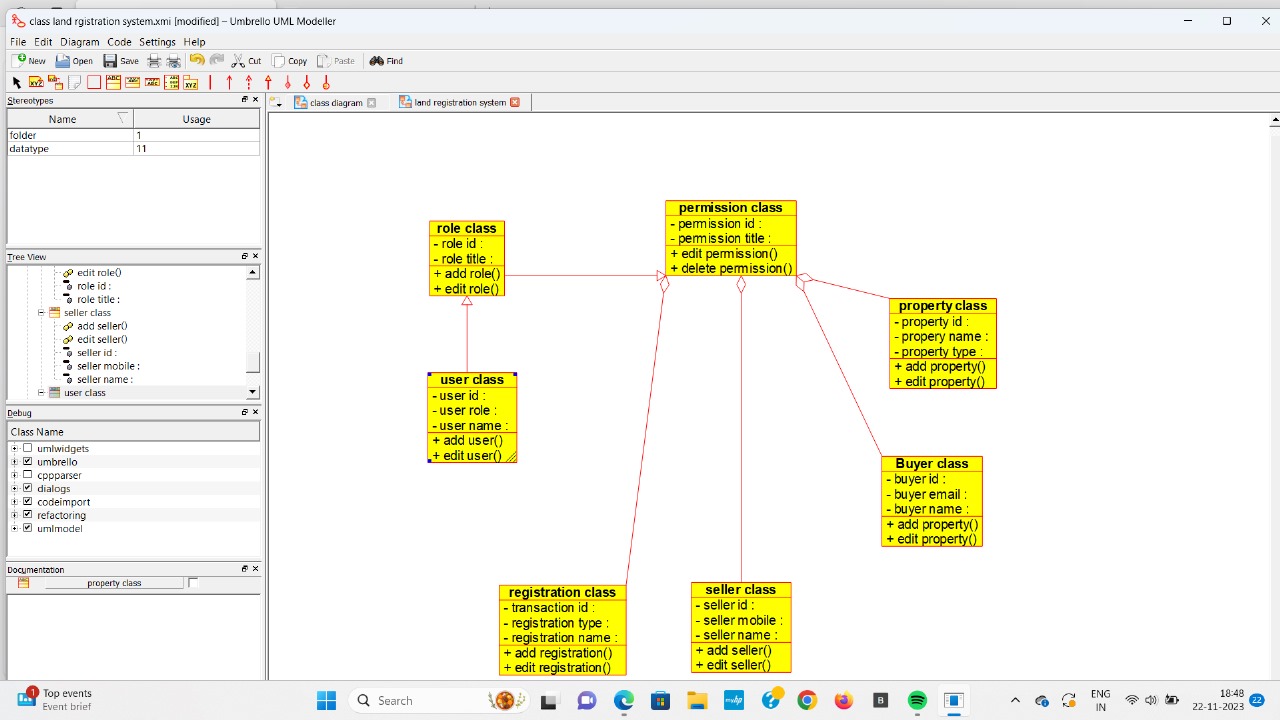 class land rgistration system.xmi [modified] – Umbrello UML Modeller
File Edit Diagram Code Settings Help
New Open Save Cut Copy Paste Find
Stereotypes
Name Usage
folder 1
datatype 11
Tree View
edit role()
role id :
role title :
seller class
add seller()
edit seller()
seller id :
seller mobile :
seller name :
user class
Debug
Class Name
umlwidgets
umbrello
cppparser
dialogs
codeimport
refactoring
umlmodel
Documentation
property class
class diagram
land registration system
role class
- role id :
- role title :
+ add role()
+ edit role()
permission class
- permission id :
- permission title :
+ edit permission()
+ delete permission()
property class
- property id :
- propery name :
- property type :
+ add property()
+ edit property()
user class
- user id :
- user role :
- user name :
+ add user()
+ edit user()
Buyer class
- buyer id :
- buyer email :
- buyer name :
+ add property()
+ edit property()
registration class
- transaction id :
- registration type :
- registration name :
+ add registration()
+ edit registration()
seller class
- seller id :
- seller mobile :
- seller name :
+ add seller()
+ edit seller()
1
Top events
Event brief
Search
ENG
IN
18:48
22-11-2023
22